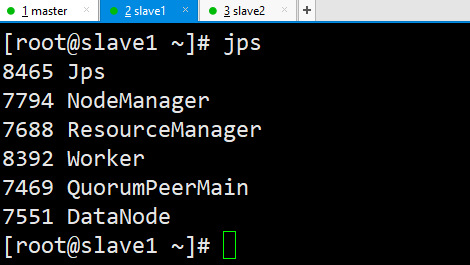 1 master × 2 slave1 × 3 slave2 × +
[root@slave1 ~]# jps
8465 Jps
7794 NodeManager
7688 ResourceManager
8392 Worker
7469 QuorumPeerMain
7551 DataNode
[root@slave1 ~]#